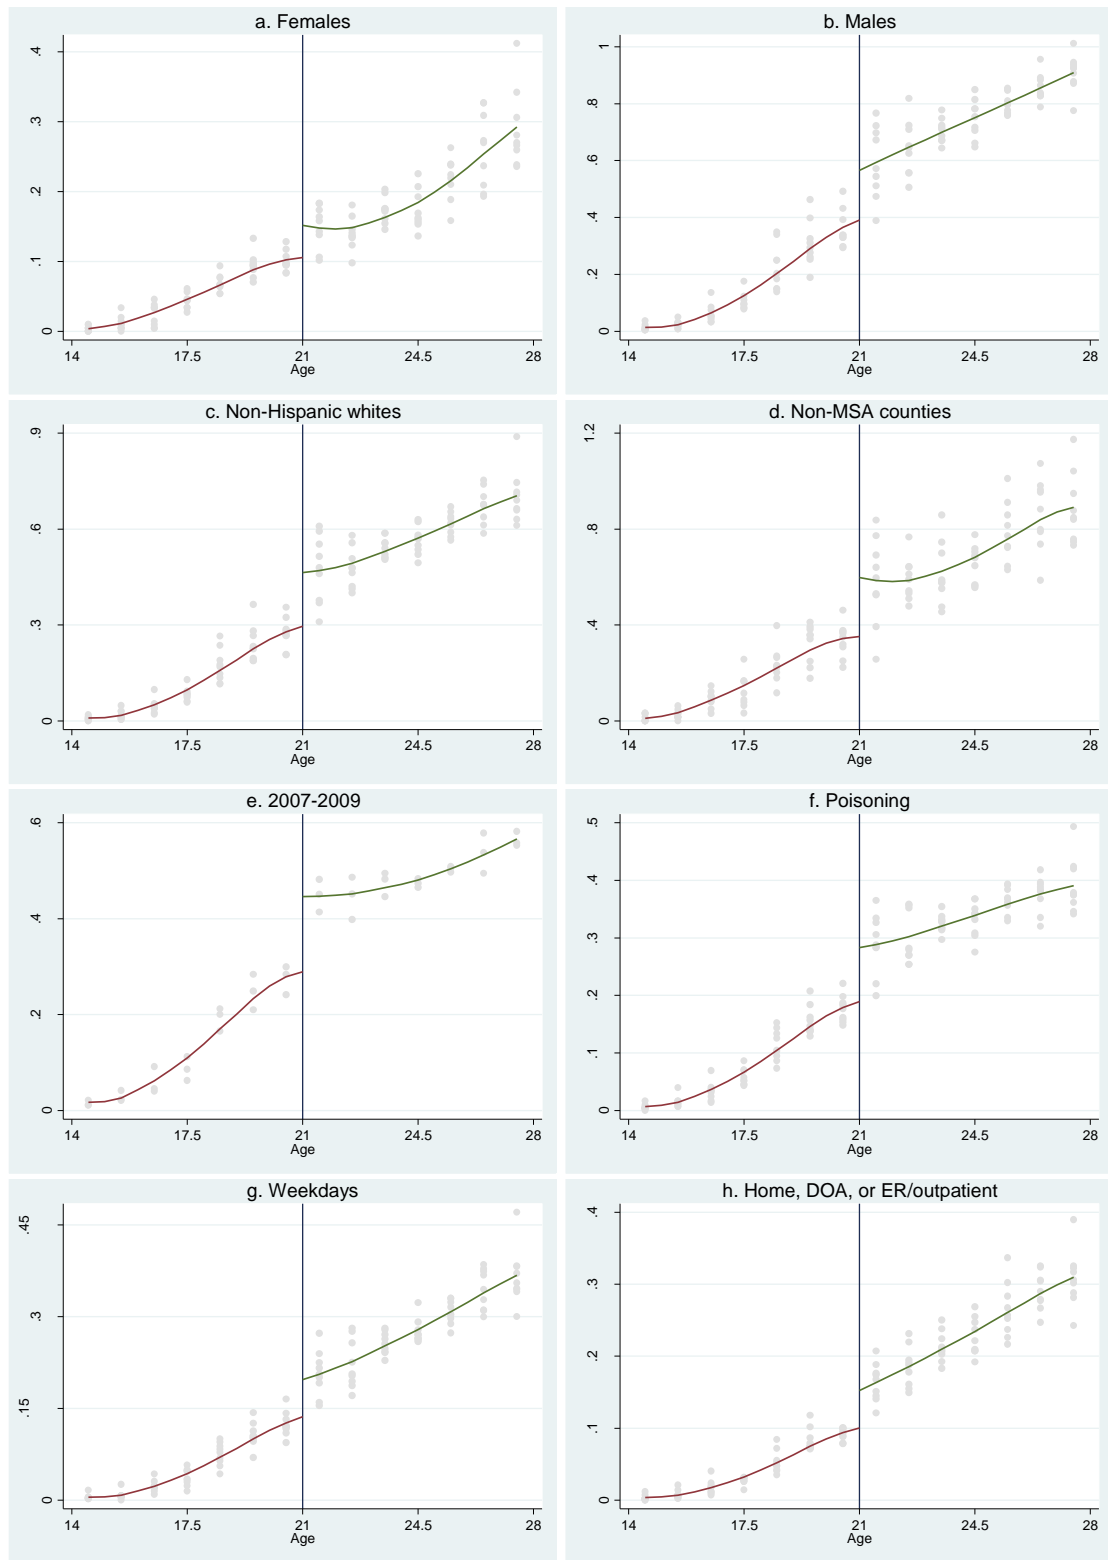 a. Females
.4
.3
.2
.1
0
14 17.5 21 24.5 28
Age
b. Males
1
.8
.6
.4
.2
0
14 17.5 21 24.5 28
Age
c. Non-Hispanic whites
.9
.6
.3
0
14 17.5 21 24.5 28
Age
d. Non-MSA counties
1.2
.8
.4
0
14 17.5 21 24.5 28
Age
e. 2007-2009
.6
.4
.2
0
14 17.5 21 24.5 28
Age
f. Poisoning
.5
.4
.3
.2
.1
0
14 17.5 21 24.5 28
Age
g. Weekdays
.45
.3
.15
0
14 17.5 21 24.5 28
Age
h. Home, DOA, or ER/outpatient
.4
.3
.2
.1
0
14 17.5 21 24.5 28
Age